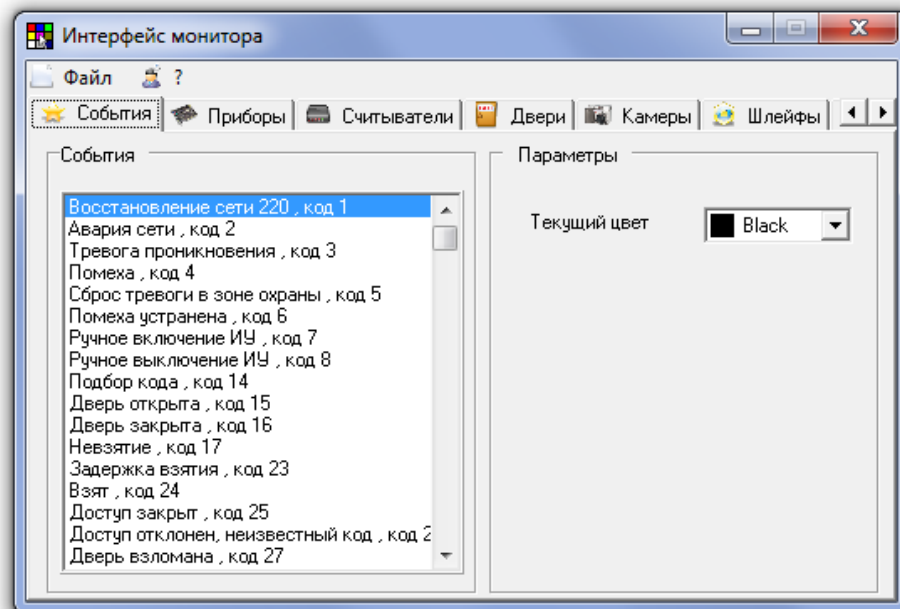 Интерфейс монитора
Файл ?
События Приборы Считыватели Двери Камеры Шлейфы
События
Параметры
Восстановление сети 220 , код 1
Авария сети , код 2
Тревога проникновения , код 3
Помеха , код 4
Сброс тревоги в зоне охраны , код 5
Помеха устранена , код 6
Ручное включение ИУ , код 7
Ручное выключение ИУ , код 8
Подбор кода , код 14
Дверь открыта , код 15
Дверь закрыта , код 16
Невзятие , код 17
Задержка взятия , код 23
Взят , код 24
Доступ закрыт , код 25
Доступ отклонен, неизвестный код , код 2
Дверь взломана , код 27
Текущий цвет
Black